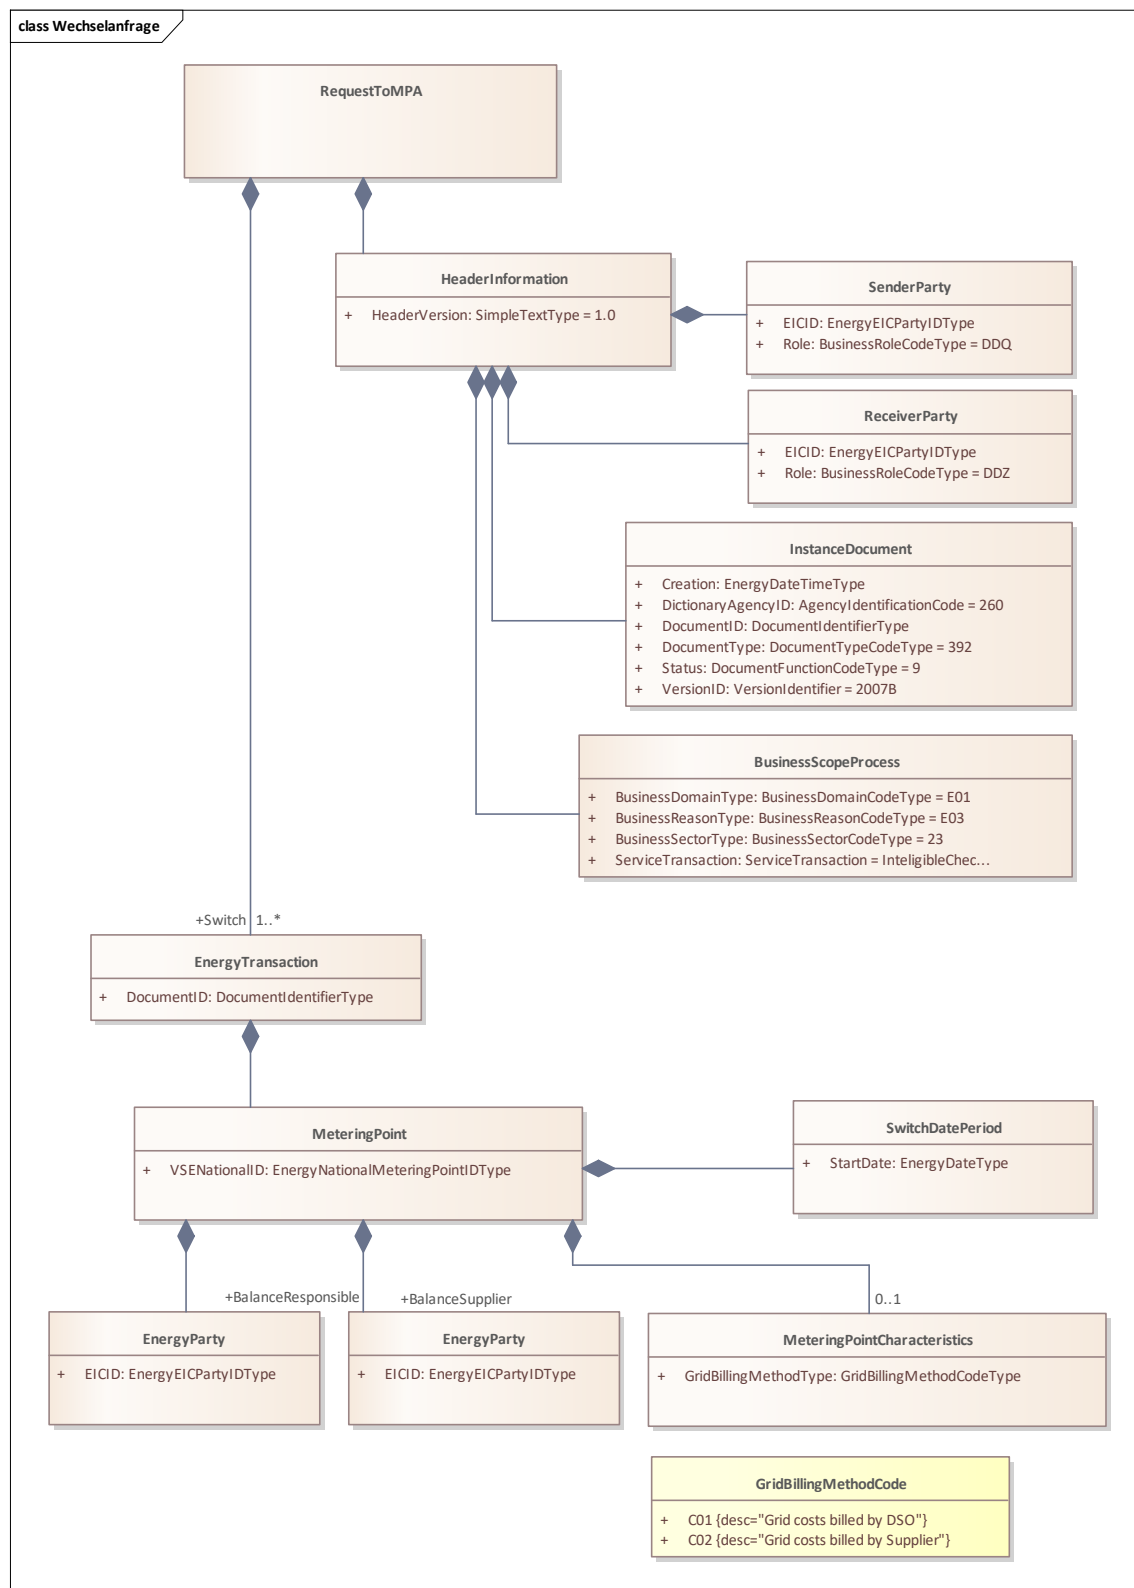 class Wechselanfrage
RequestToMPA
HeaderInformation
+ HeaderVersion: SimpleTextType = 1.0
SenderParty
+ EICID: EnergyEICPartyIDType
+ Role: BusinessRoleCodeType = DDQ
ReceiverParty
+ EICID: EnergyEICPartyIDType
+ Role: BusinessRoleCodeType = DDZ
InstanceDocument
+ Creation: EnergyDateTimeType
+ DictionaryAgencyID: AgencyIdentificationCode = 260
+ DocumentID: DocumentIdentifierType
+ DocumentType: DocumentTypeCodeType = 392
+ Status: DocumentFunctionCodeType = 9
+ VersionID: VersionIdentifier = 2007B
BusinessScopeProcess
+ BusinessDomainType: BusinessDomainCodeType = E01
+ BusinessReasonType: BusinessReasonCodeType = E03
+ BusinessSectorType: BusinessSectorCodeType = 23
+ ServiceTransaction: ServiceTransaction = InteligibleChec...
+Switch 1..*
EnergyTransaction
+ DocumentID: DocumentIdentifierType
MeteringPoint
+ VSENationalID: EnergyNationalMeteringPointIDType
SwitchDatePeriod
+ StartDate: EnergyDateType
+BalanceResponsible
+BalanceSupplier
0..1
EnergyParty
+ EICID: EnergyEICPartyIDType
EnergyParty
+ EICID: EnergyEICPartyIDType
MeteringPointCharacteristics
+ GridBillingMethodType: GridBillingMethodCodeType
GridBillingMethodCode
+ C01 {desc="Grid costs billed by DSO"}
+ C02 {desc="Grid costs billed by Supplier"}